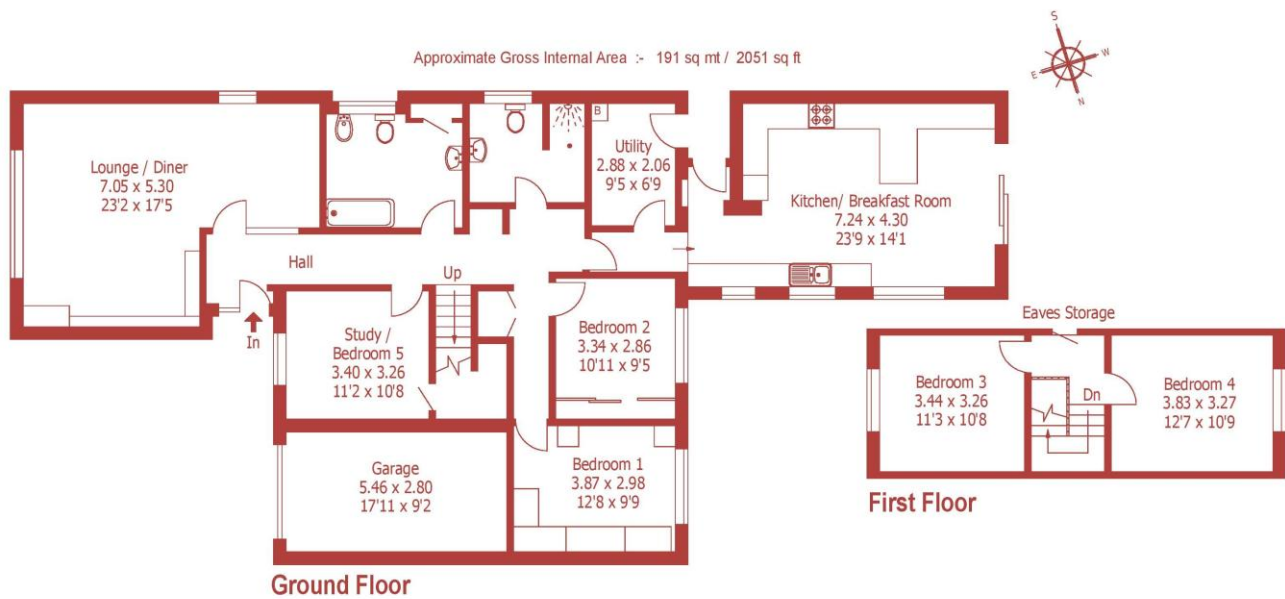 Approximate Gross Internal Area :- 191 sq mt / 2051 sq ft
S
W
E
N
Lounge / Diner
7.05 x 5.30
23'2 x 17'5
B
Utility
2.88 x 2.06
9'5 x 6'9
Kitchen/ Breakfast Room
7.24 x 4.30
23'9 x 14'1
Hall
Up
In
Study /
Bedroom 5
3.40 x 3.26
11'2 x 10'8
Bedroom 2
3.34 x 2.86
10'11 x 9'5
Garage
5.46 x 2.80
17'11 x 9'2
Bedroom 1
3.87 x 2.98
12'8 x 9'9
Ground Floor
Eaves Storage
Bedroom 3
3.44 x 3.26
11'3 x 10'8
Dn
Bedroom 4
3.83 x 3.27
12'7 x 10'9
First Floor